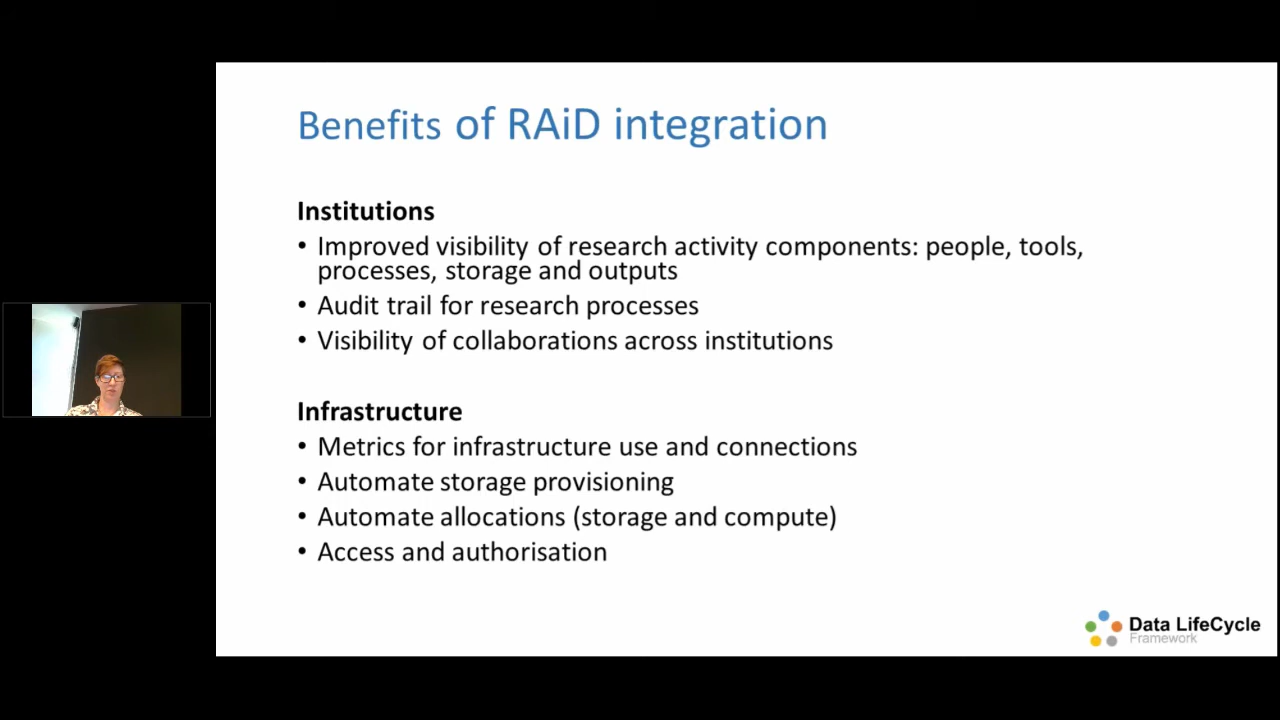 Benefits of RAiD integration
Institutions
• Improved visibility of research activity components: people, tools,
processes, storage and outputs
• Audit trail for research processes
• Visibility of collaborations across institutions
Infrastructure
• Metrics for infrastructure use and connections
• Automate storage provisioning
• Automate allocations (storage and compute)
• Access and authorisation
Data LifeCycle
Framework